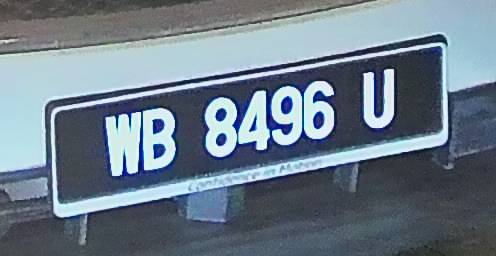 WB 8496 U
Confidence in Motion